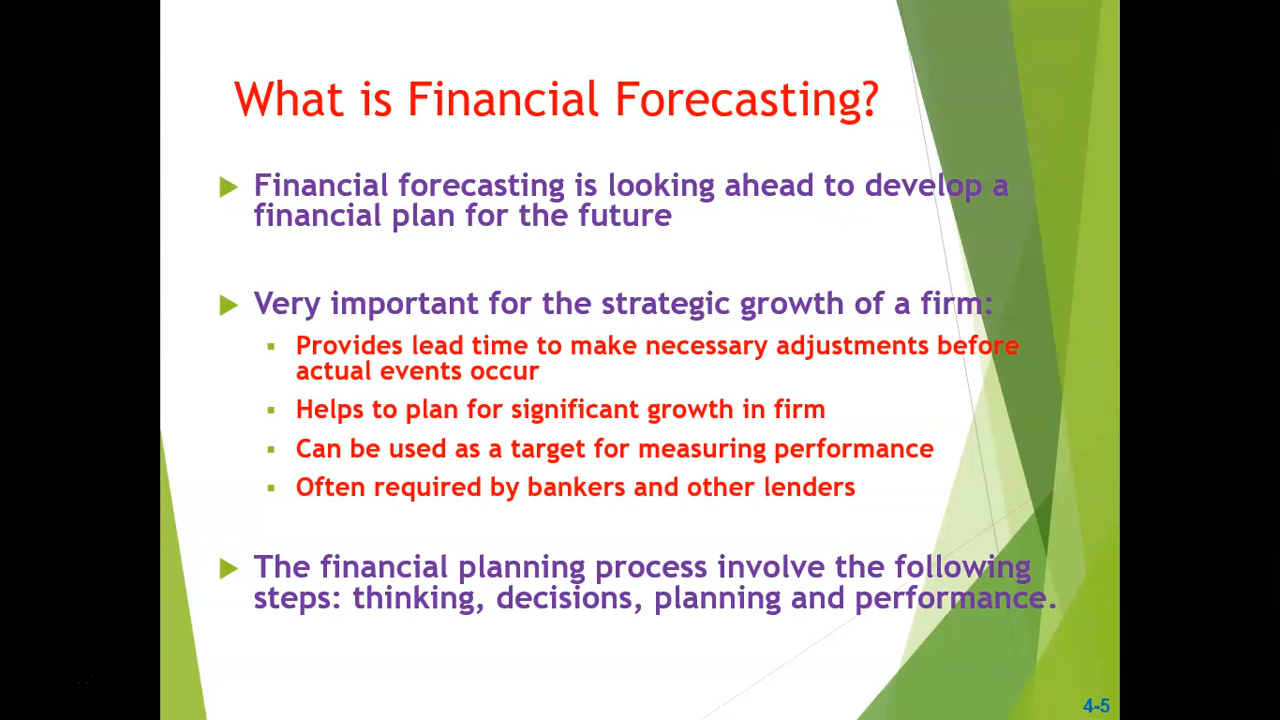 What is Financial Forecasting?
Financial forecasting is looking ahead to develop a
financial plan for the future
Very important for the strategic growth of a firm:
Provides lead time to make necessary adjustments before
actual events occur
Helps to plan for significant growth in firm
Can be used as a target for measuring performance
Often required by bankers and other lenders
The financial planning process involve the following
steps: thinking, decisions, planning and performance.
4-5